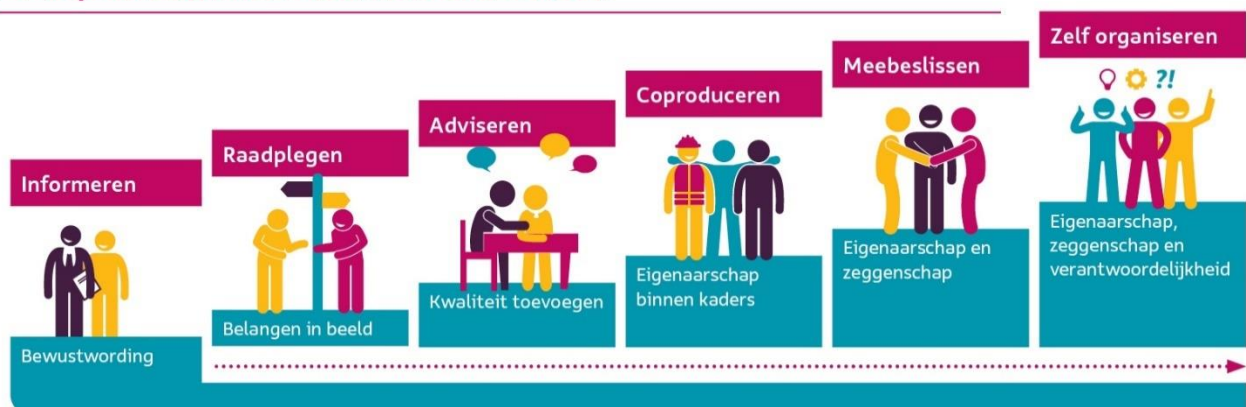 Informeren
Bewustwording
Raadplegen
Belangen in beeld
Adviseren
Kwaliteit toevoegen
Coproduceren
Eigenaarschap
binnen kaders
Meebeslissen
Eigenaarschap en
zeggenschap
Zelf organiseren
?!
Eigenaarschap,
zeggenschap en
verantwoordelijkheid